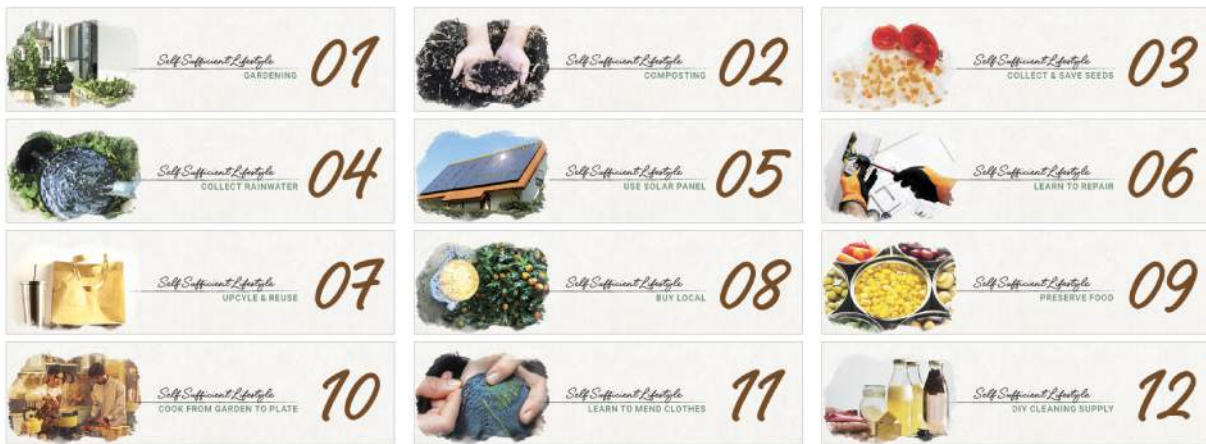 Self Sufficient Lifestyle
GARDENING
01
Self Sufficient Lifestyle
COMPOSTING
02
Self Sufficient Lifestyle
COLLECT & SAVE SEEDS
03
Self Sufficient Lifestyle
COLLECT RAINWATER
04
Self Sufficient Lifestyle
USE SOLAR PANEL
05
Self Sufficient Lifestyle
LEARN TO REPAIR
06
Self Sufficient Lifestyle
UPCYLE & REUSE
07
Self Sufficient Lifestyle
BUY LOCAL
08
Self Sufficient Lifestyle
PRESERVE FOOD
09
Self Sufficient Lifestyle
COOK FROM GARDEN TO PLATE
10
Self Sufficient Lifestyle
LEARN TO MEND CLOTHES
11
Self Sufficient Lifestyle
DIY CLEANING SUPPLY
12